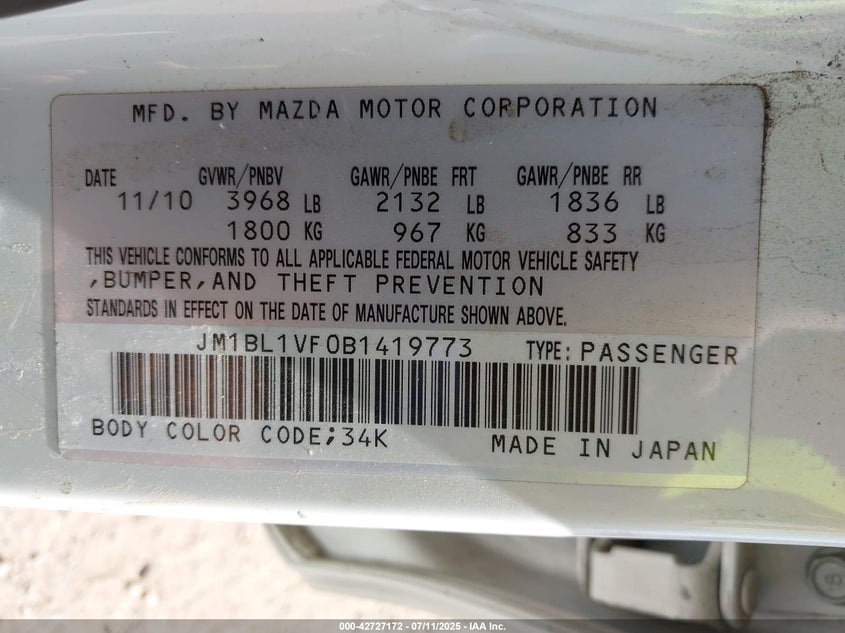 MFD. BY MAZDA MOTOR CORPORATION
DATE GVWR/PNBV GAWR/PNBE FRT GAWR/PNBE RR
11/10 3968 LB 2132 LB 1836 LB
1800 KG 967 KG 833 KG
THIS VEHICLE CONFORMS TO ALL APPLICABLE FEDERAL MOTOR VEHICLE SAFETY
,BUMPER,AND THEFT PREVENTION
STANDARDS IN EFFECT ON THE DATE OF MANUFACTURE SHOWN ABOVE.
JM1BL1VF0B1419773 TYPE: PASSENGER
BODY COLOR CODE;34K MADE IN JAPAN
000-42727172 - 07/11/2025 - IAA Inc.